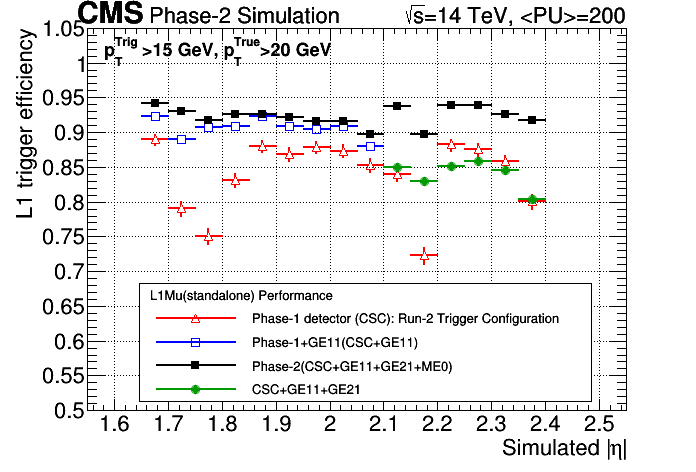 CMS Phase-2 Simulation √s=14 TeV, <PU>=200
p_T^Trig >15 GeV, p_T^True>20 GeV
L1 trigger efficiency
1.05
1
0.95
0.9
0.85
0.8
0.75
0.7
0.65
0.6
0.55
0.5
L1Mu(standalone) Performance
Phase-1 detector (CSC): Run-2 Trigger Configuration
Phase-1+GE11(CSC+GE11)
Phase-2(CSC+GE11+GE21+ME0)
CSC+GE11+GE21
1.6 1.7 1.8 1.9 2 2.1 2.2 2.3 2.4 2.5
Simulated |η|